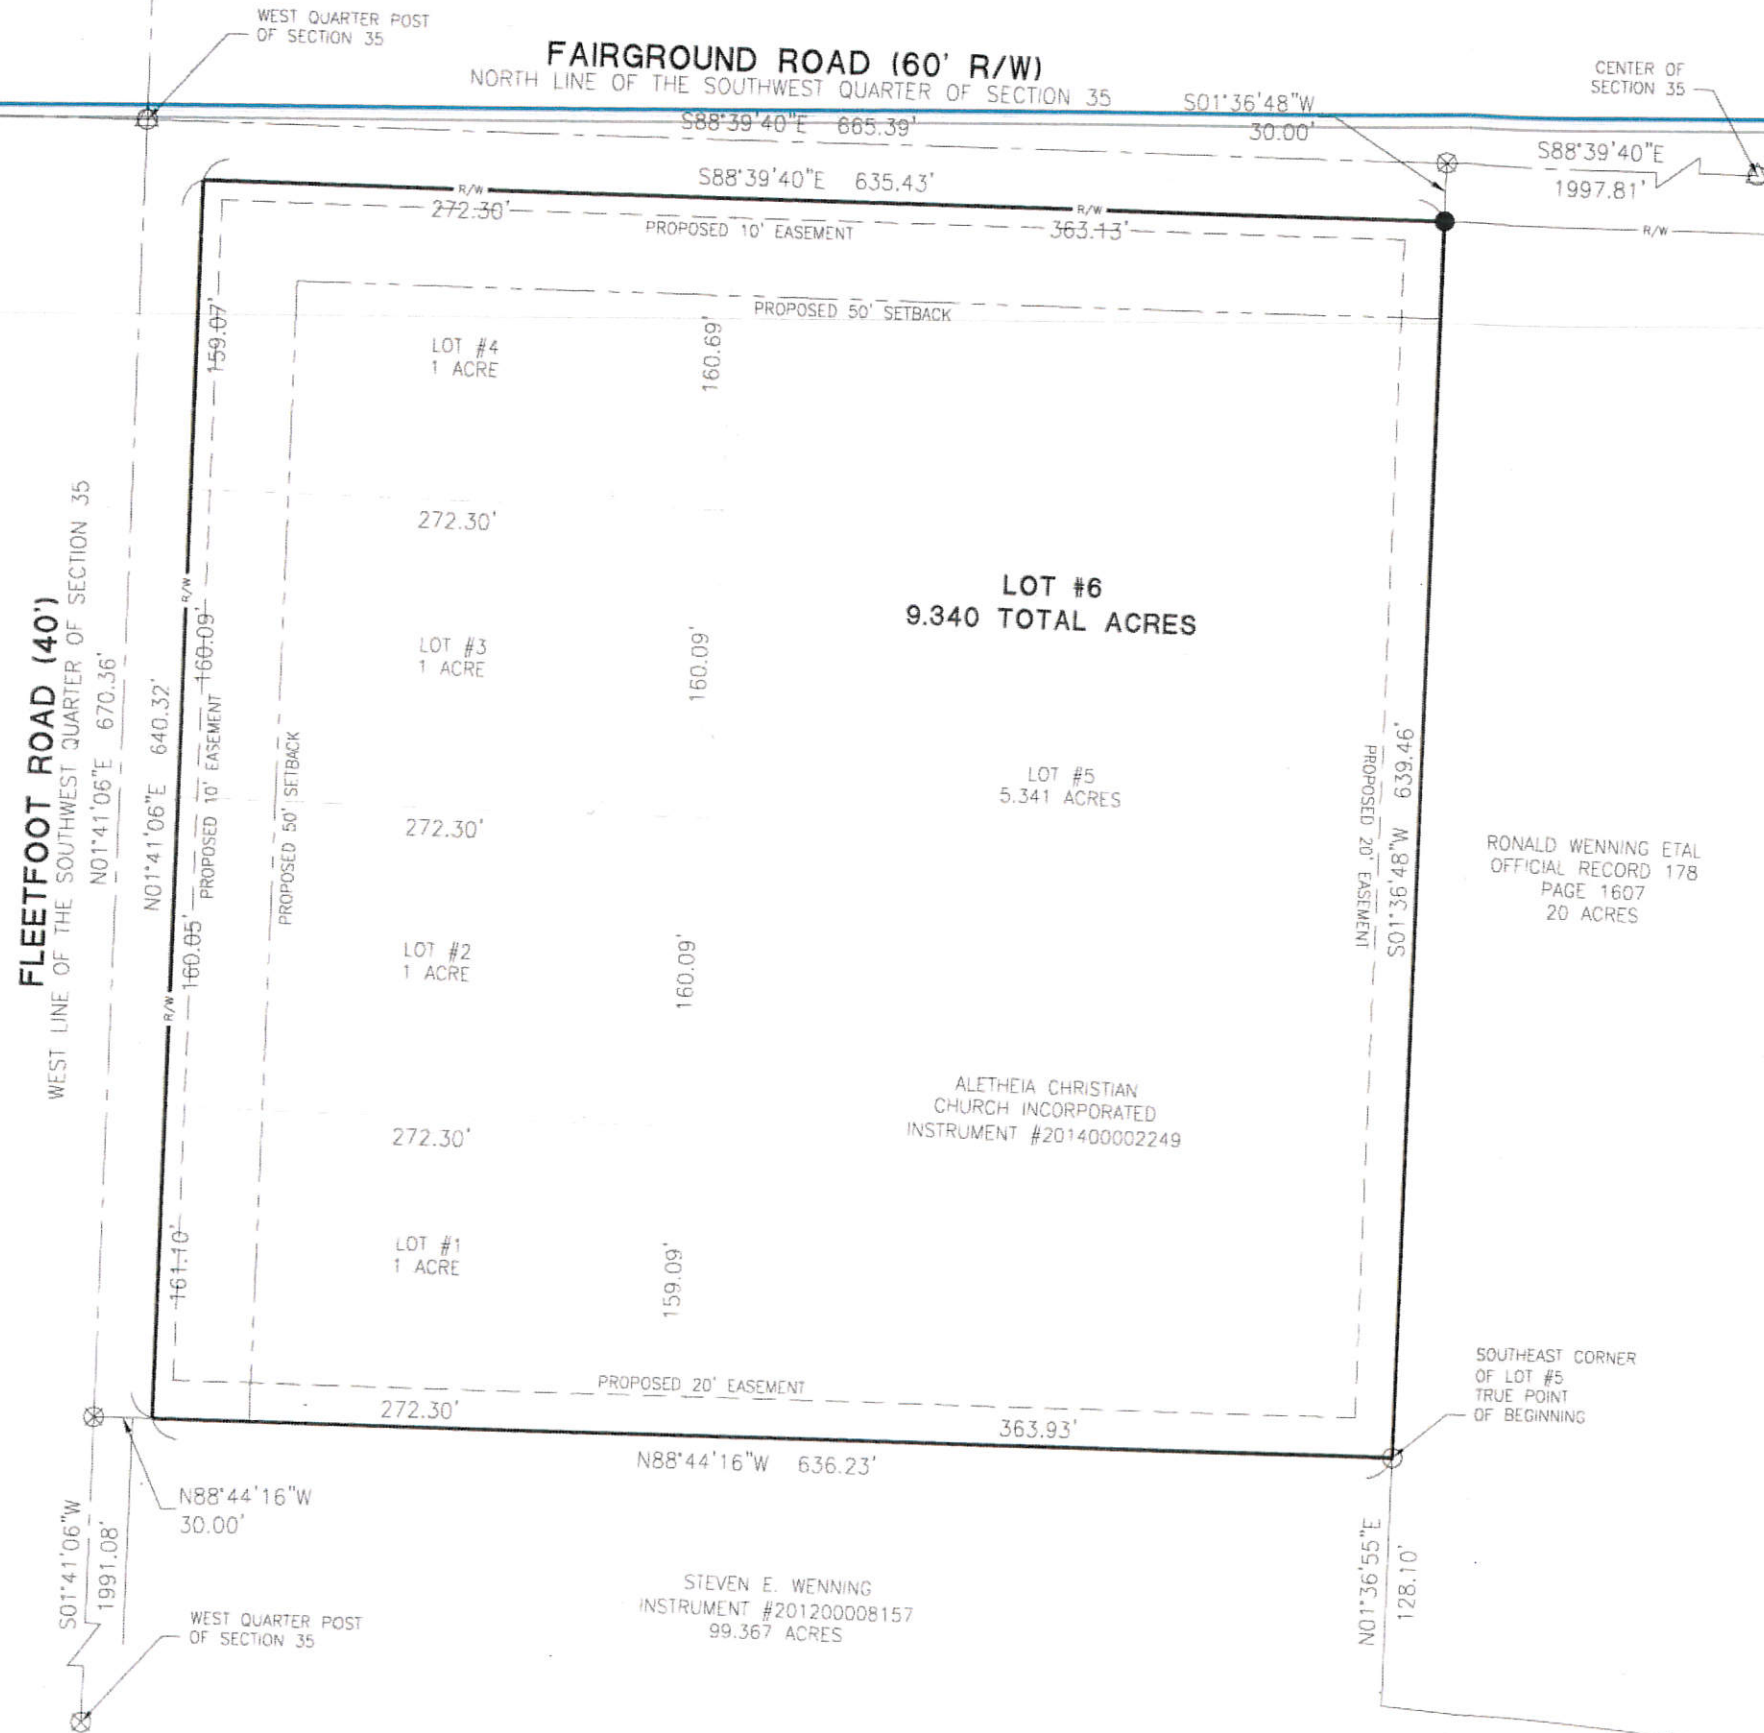 WEST QUARTER POST
OF SECTION 35
FAIRGROUND ROAD (60' R/W)
NORTH LINE OF THE SOUTHWEST QUARTER OF SECTION 35
CENTER OF
SECTION 35
S01°36'48"W
30.00'
S88°39'40"E 665.39'
S88°39'40"E
1997.81'
S88°39'40"E 635.43'
R/W
R/W
R/W
272.30'
363.13'
PROPOSED 10' EASEMENT
PROPOSED 50' SETBACK
159.07'
LOT #4
1 ACRE
160.69'
272.30'
FLEETFOOT ROAD (40')
WEST LINE OF THE SOUTHWEST QUARTER OF SECTION 35
N01°41'06"E 670.36'
N01°41'06"E 640.32'
R/W
160.09'
PROPOSED 10' EASEMENT
PROPOSED 50' SETBACK
LOT #3
1 ACRE
160.09'
LOT #6
9.340 TOTAL ACRES
272.30'
LOT #5
5.341 ACRES
PROPOSED 20' EASEMENT
S01°36'48"W 639.46'
RONALD WENNING ETAL
OFFICIAL RECORD 178
PAGE 1607
20 ACRES
160.05'
R/W
LOT #2
1 ACRE
160.09'
272.30'
ALETHEIA CHRISTIAN
CHURCH INCORPORATED
INSTRUMENT #201400002249
161.10'
LOT #1
1 ACRE
159.09'
PROPOSED 20' EASEMENT
272.30'
363.93'
N88°44'16"W 636.23'
SOUTHEAST CORNER
OF LOT #5
TRUE POINT
OF BEGINNING
N88°44'16"W
30.00'
S01°41'06"W
1991.08'
WEST QUARTER POST
OF SECTION 35
STEVEN E. WENNING
INSTRUMENT #201200008157
99.367 ACRES
N01°36'55"E
128.10'